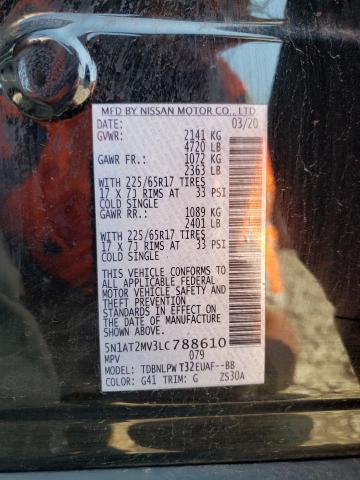 MFD BY NISSAN MOTOR CO., LTD.
DATE: 03/20
GVWR: 2141 KG
4720 LB
GAWR FR.: 1072 KG
2363 LB
WITH 225/65R17 TIRES
17 X 7J RIMS AT 33 PSI
COLD SINGLE
GAWR RR.: 1089 KG
2401 LB
WITH 225/65R17 TIRES
17 X 7J RIMS AT 33 PSI
COLD SINGLE
THIS VEHICLE CONFORMS TO
ALL APPLICABLE FEDERAL
MOTOR VEHICLE SAFETY
AND THEFT PREVENTION
STANDARDS IN EFFECT ON
THE DATE OF MANUFACTURE
SHOWN ABOVE.
5N1AT2MV3LC788610
MPV 079
MODEL: TDBNLPW T32EUAF--BB
COLOR: G41 TRIM: G ZS30A